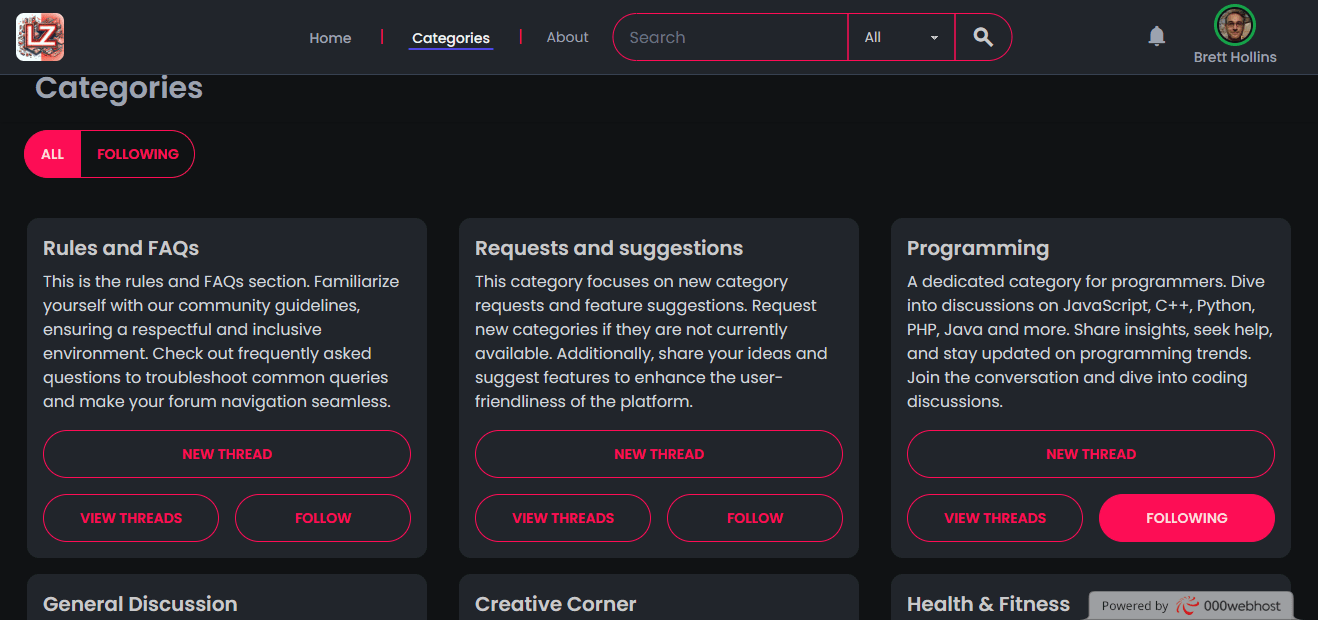 LZ
Home | Categories | About Search All
Brett Hollins
Categories
ALL FOLLOWING
Rules and FAQs
This is the rules and FAQs section. Familiarize
yourself with our community guidelines,
ensuring a respectful and inclusive
environment. Check out frequently asked
questions to troubleshoot common queries
and make your forum navigation seamless.
NEW THREAD
VIEW THREADS FOLLOW
Requests and suggestions
This category focuses on new category
requests and feature suggestions. Request
new categories if they are not currently
available. Additionally, share your ideas and
suggest features to enhance the user-
friendliness of the platform.
NEW THREAD
VIEW THREADS FOLLOW
Programming
A dedicated category for programmers. Dive
into discussions on JavaScript, C++, Python,
PHP, Java and more. Share insights, seek help,
and stay updated on programming trends.
Join the conversation and dive into coding
discussions.
NEW THREAD
VIEW THREADS FOLLOWING
General Discussion
Creative Corner
Health & Fitness
Powered by 000webhost